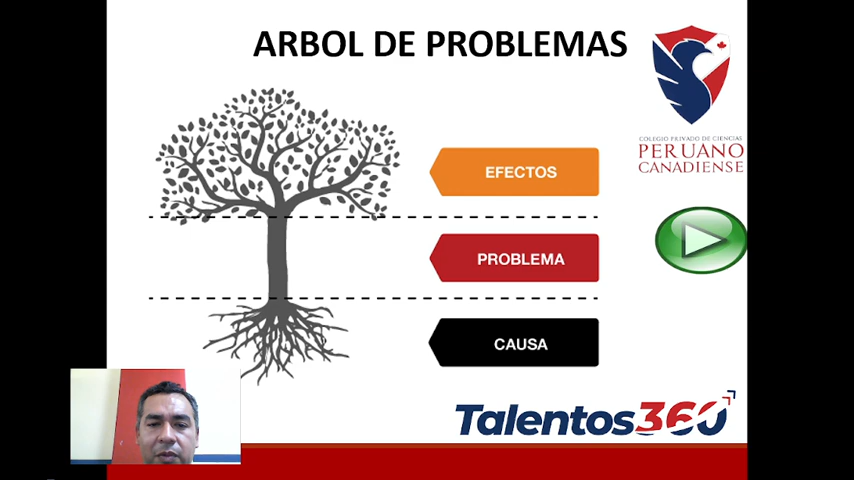 ARBOL DE PROBLEMAS
COLEGIO PRIVADO DE CIENCIAS
PERUANO
CANADIENSE
EFECTOS
PROBLEMA
CAUSA
Talentos360